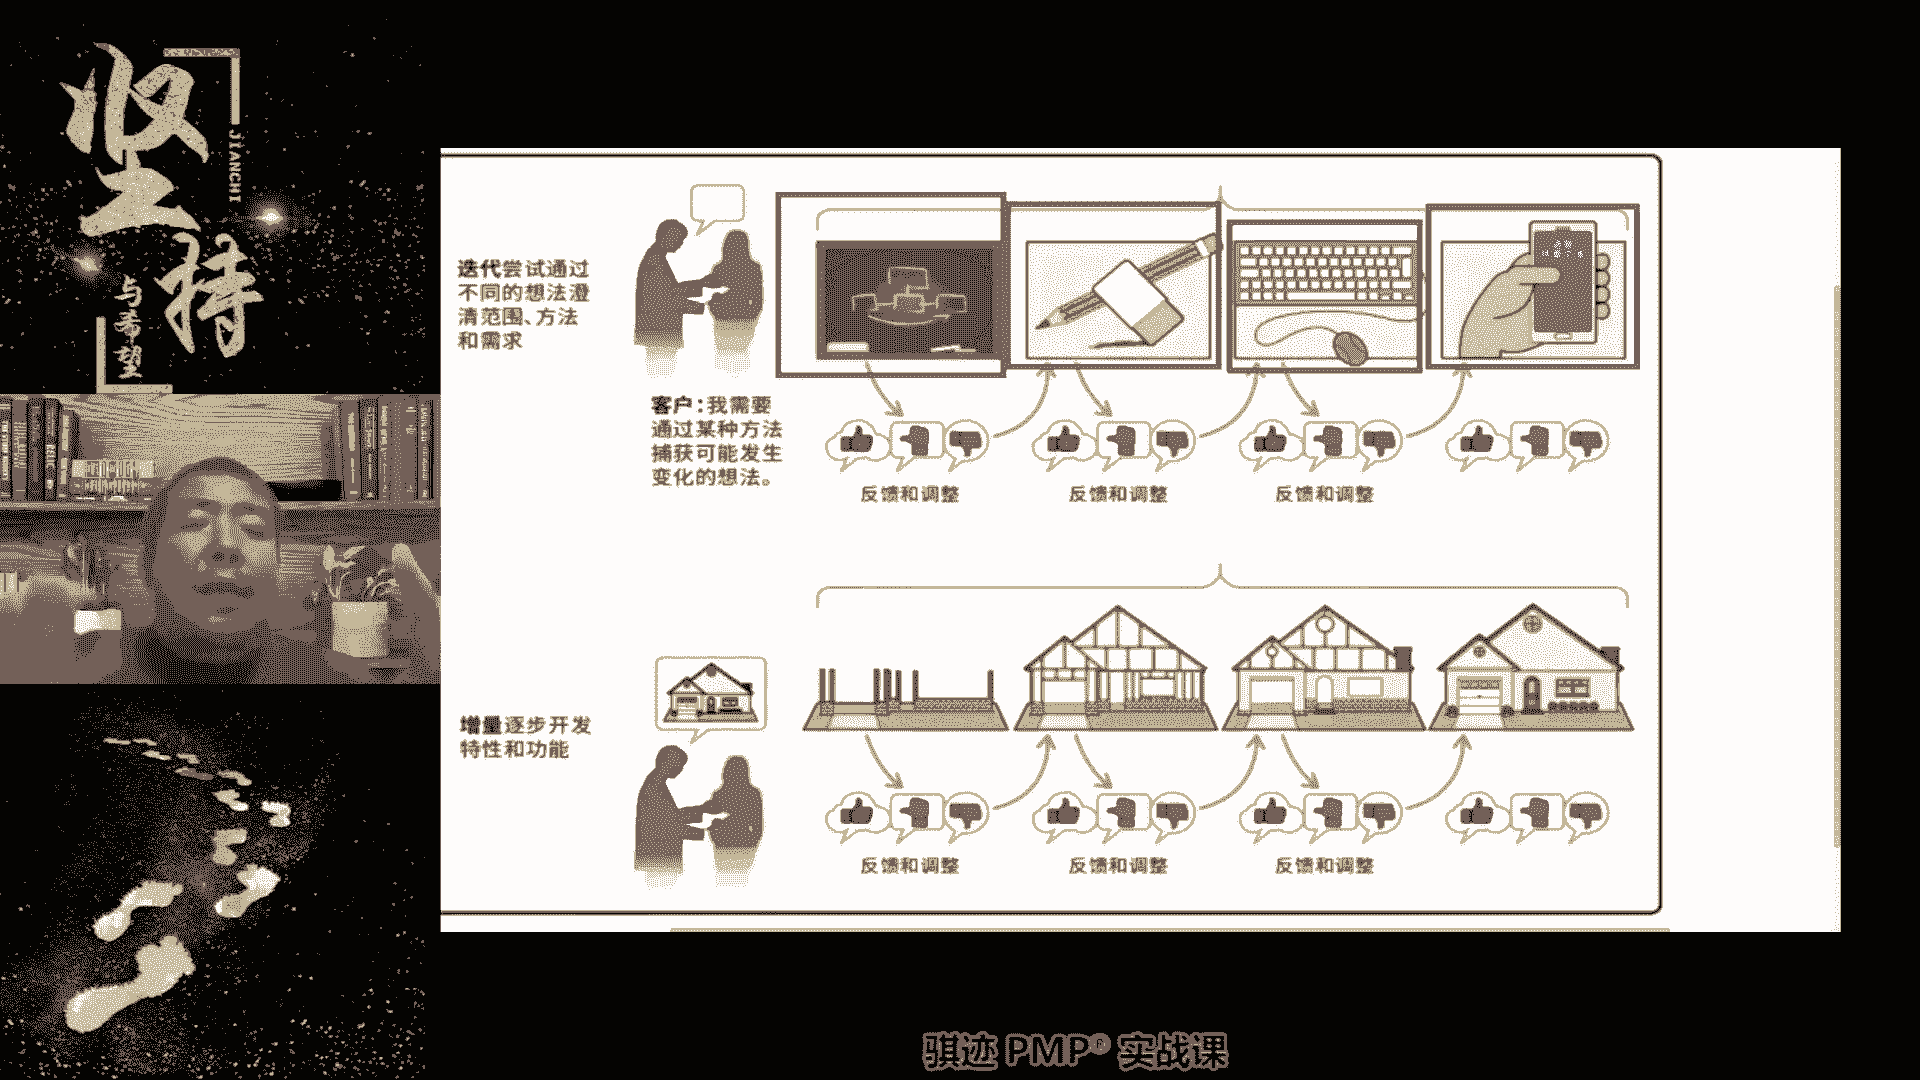 坚持
JIANCHI
与希望
迭代尝试通过
不同的想法澄
清范围、方法
和需求
客户:我需要
通过某种方法
捕获可能发生
变化的想法。
反馈和调整
反馈和调整
反馈和调整
增量逐步开发
特性和功能
反馈和调整
反馈和调整
反馈和调整
骐迹 PMP® 实战课